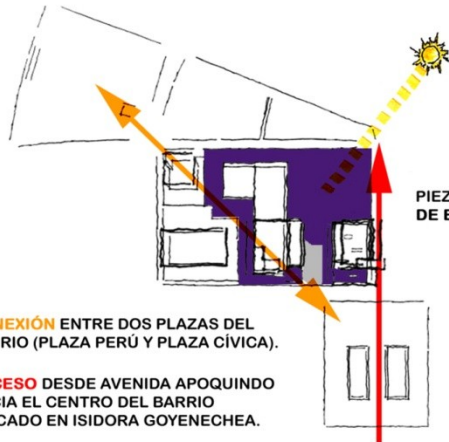 PIEZ
DE E
NEXIÓN ENTRE DOS PLAZAS DEL
RIO (PLAZA PERÚ Y PLAZA CÍVICA).
CESO DESDE AVENIDA APOQUINDO
CIA EL CENTRO DEL BARRIO
CADO EN ISIDORA GOYENECHEA.